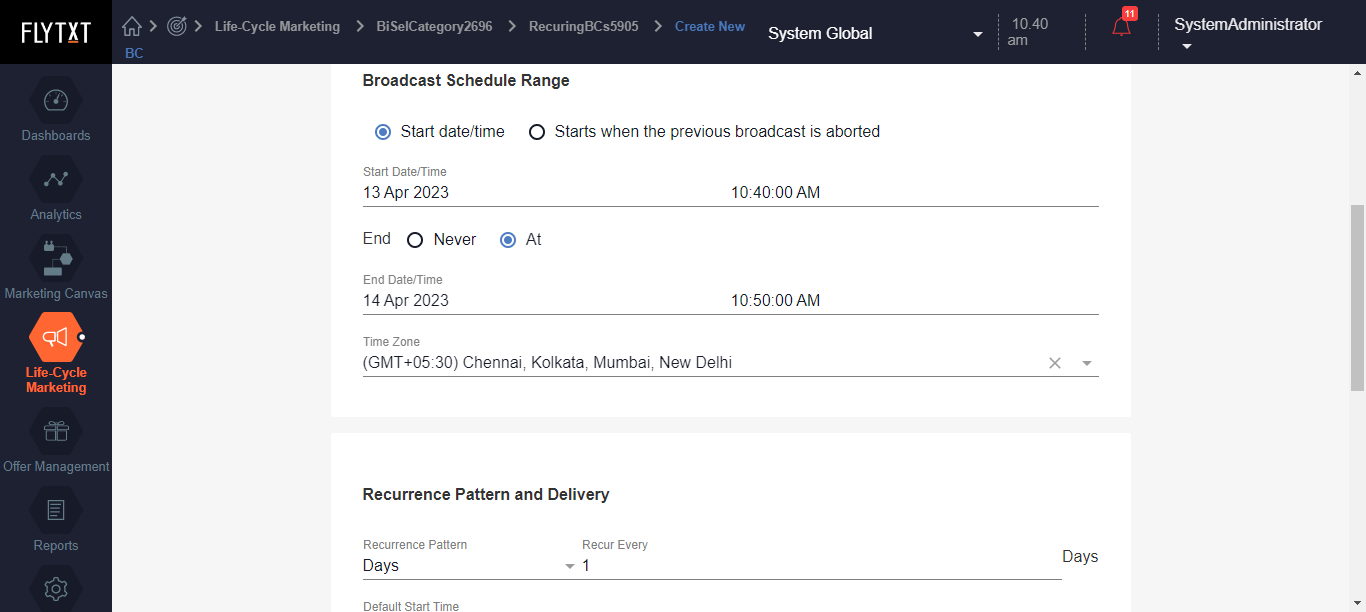 FLYTXT
Life-Cycle Marketing
BiSelCategory2696
RecuringBCs5905
Create New
BC
System Global
10.40
am
11
SystemAdministrator
Dashboards
Analytics
Marketing Canvas
Life-Cycle
Marketing
Offer Management
Reports
Broadcast Schedule Range
Start date/time
Starts when the previous broadcast is aborted
Start Date/Time
13 Apr 2023 10:40:00 AM
End Never At
End Date/Time
14 Apr 2023 10:50:00 AM
Time Zone
(GMT+05:30) Chennai, Kolkata, Mumbai, New Delhi
Recurrence Pattern and Delivery
Recurrence Pattern Recur Every
Days 1 Days
Default Start Time